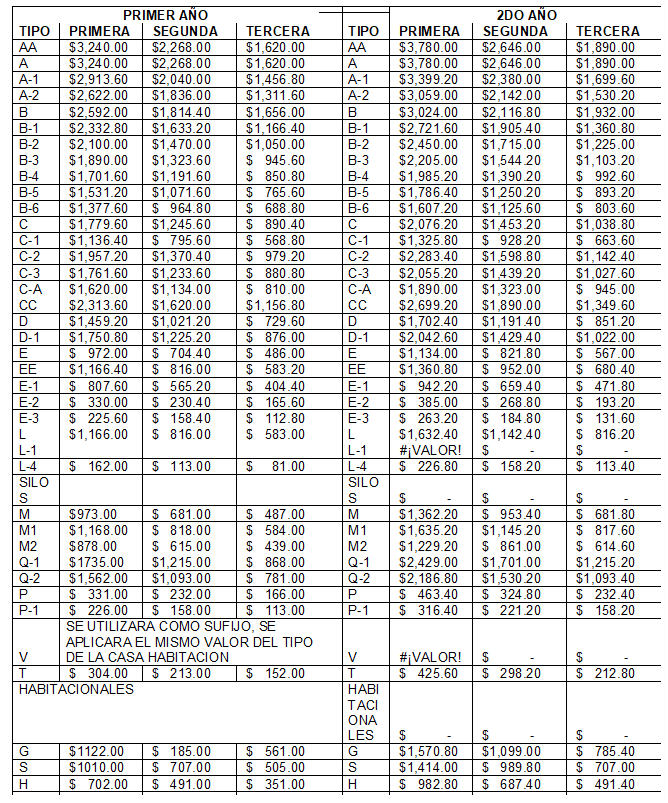 PRIMER AÑO 2DO AÑO
TIPO PRIMERA SEGUNDA TERCERA TIPO PRIMERA SEGUNDA TERCERA
AA $3,240.00 $2,268.00 $1,620.00 AA $3,780.00 $2,646.00 $1,890.00
A $3,240.00 $2,268.00 $1,620.00 A $3,780.00 $2,646.00 $1,890.00
A-1 $2,913.60 $2,040.00 $1,456.80 A-1 $3,399.20 $2,380.00 $1,699.60
A-2 $2,622.00 $1,836.00 $1,311.60 A-2 $3,059.00 $2,142.00 $1,530.20
B $2,592.00 $1,814.40 $1,656.00 B $3,024.00 $2,116.80 $1,932.00
B-1 $2,332.80 $1,633.20 $1,166.40 B-1 $2,721.60 $1,905.40 $1,360.80
B-2 $2,100.00 $1,470.00 $1,050.00 B-2 $2,450.00 $1,715.00 $1,225.00
B-3 $1,890.00 $1,323.60 $ 945.60 B-3 $2,205.00 $1,544.20 $1,103.20
B-4 $1,701.60 $1,191.60 $ 850.80 B-4 $1,985.20 $1,390.20 $ 992.60
B-5 $1,531.20 $1,071.60 $ 765.60 B-5 $1,786.40 $1,250.20 $ 893.20
B-6 $1,377.60 $ 964.80 $ 688.80 B-6 $1,607.20 $1,125.60 $ 803.60
C $1,779.60 $1,245.60 $ 890.40 C $2,076.20 $1,453.20 $1,038.80
C-1 $1,136.40 $ 795.60 $ 568.80 C-1 $1,325.80 $ 928.20 $ 663.60
C-2 $1,957.20 $1,370.40 $ 979.20 C-2 $2,283.40 $1,598.80 $1,142.40
C-3 $1,761.60 $1,233.60 $ 880.80 C-3 $2,055.20 $1,439.20 $1,027.60
C-A $1,620.00 $1,134.00 $ 810.00 C-A $1,890.00 $1,323.00 $ 945.00
CC $2,313.60 $1,620.00 $1,156.80 CC $2,699.20 $1,890.00 $1,349.60
D $1,459.20 $1,021.20 $ 729.60 D $1,702.40 $1,191.40 $ 851.20
D-1 $1,750.80 $1,225.20 $ 876.00 D-1 $2,042.60 $1,429.40 $1,022.00
E $ 972.00 $ 704.40 $ 486.00 E $1,134.00 $ 821.80 $ 567.00
EE $1,166.40 $ 816.00 $ 583.20 EE $1,360.80 $ 952.00 $ 680.40
E-1 $ 807.60 $ 565.20 $ 404.40 E-1 $ 942.20 $ 659.40 $ 471.80
E-2 $ 330.00 $ 230.40 $ 165.60 E-2 $ 385.00 $ 268.80 $ 193.20
E-3 $ 225.60 $ 158.40 $ 112.80 E-3 $ 263.20 $ 184.80 $ 131.60
L $1,166.00 $ 816.00 $ 583.00 L $1,632.40 $1,142.40 $ 816.20
L-1 L-1 #¡VALOR! $ - $ -
L-4 $ 162.00 $ 113.00 $ 81.00 L-4 $ 226.80 $ 158.20 $ 113.40
SILO SILO
S S $ - $ - $ -
M $973.00 $ 681.00 $ 487.00 M $1,362.20 $ 953.40 $ 681.80
M1 $1,168.00 $ 818.00 $ 584.00 M1 $1,635.20 $1,145.20 $ 817.60
M2 $878.00 $ 615.00 $ 439.00 M2 $1,229.20 $ 861.00 $ 614.60
Q-1 $1735.00 $1,215.00 $ 868.00 Q-1 $2,429.00 $1,701.00 $1,215.20
Q-2 $1,562.00 $1,093.00 $ 781.00 Q-2 $2,186.80 $1,530.20 $1,093.40
P $ 331.00 $ 232.00 $ 166.00 P $ 463.40 $ 324.80 $ 232.40
P-1 $ 226.00 $ 158.00 $ 113.00 P-1 $ 316.40 $ 221.20 $ 158.20
SE UTILIZARA COMO SUFIJO, SE
APLICARA EL MISMO VALOR DEL TIPO
V DE LA CASA HABITACION V #¡VALOR! $ - $ -
T $ 304.00 $ 213.00 $ 152.00 T $ 425.60 $ 298.20 $ 212.80
HABITACIONALES HABI
TACI
ONA
LES $ - $ - $ -
G $1122.00 $ 185.00 $ 561.00 G $1,570.80 $1,099.00 $ 785.40
S $1010.00 $ 707.00 $ 505.00 S $1,414.00 $ 989.80 $ 707.00
H $ 702.00 $ 491.00 $ 351.00 H $ 982.80 $ 687.40 $ 491.40